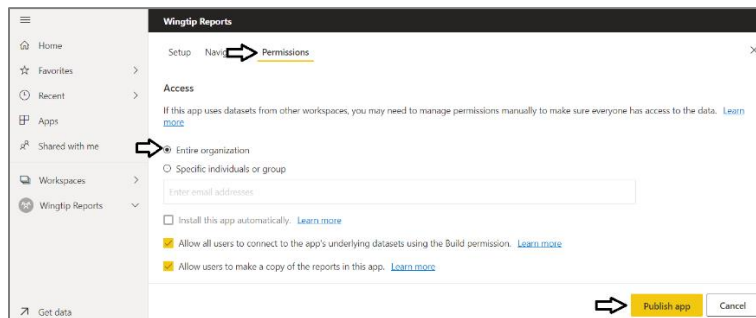 Wingtip Reports
Home
Favorites
Recent
Apps
Shared with me
Workspaces
Wingtip Reports
Get data
Setup Navig Permissions
Access
If this app uses datasets from other workspaces, you may need to manage permissions manually to make sure everyone has access to the data. Learn
more
Entire organization
Specific individuals or group
Enter email addresses
Install this app automatically. Learn more
Allow all users to connect to the app's underlying datasets using the Build permission. Learn more
Allow users to make a copy of the reports in this app. Learn more
Publish app Cancel